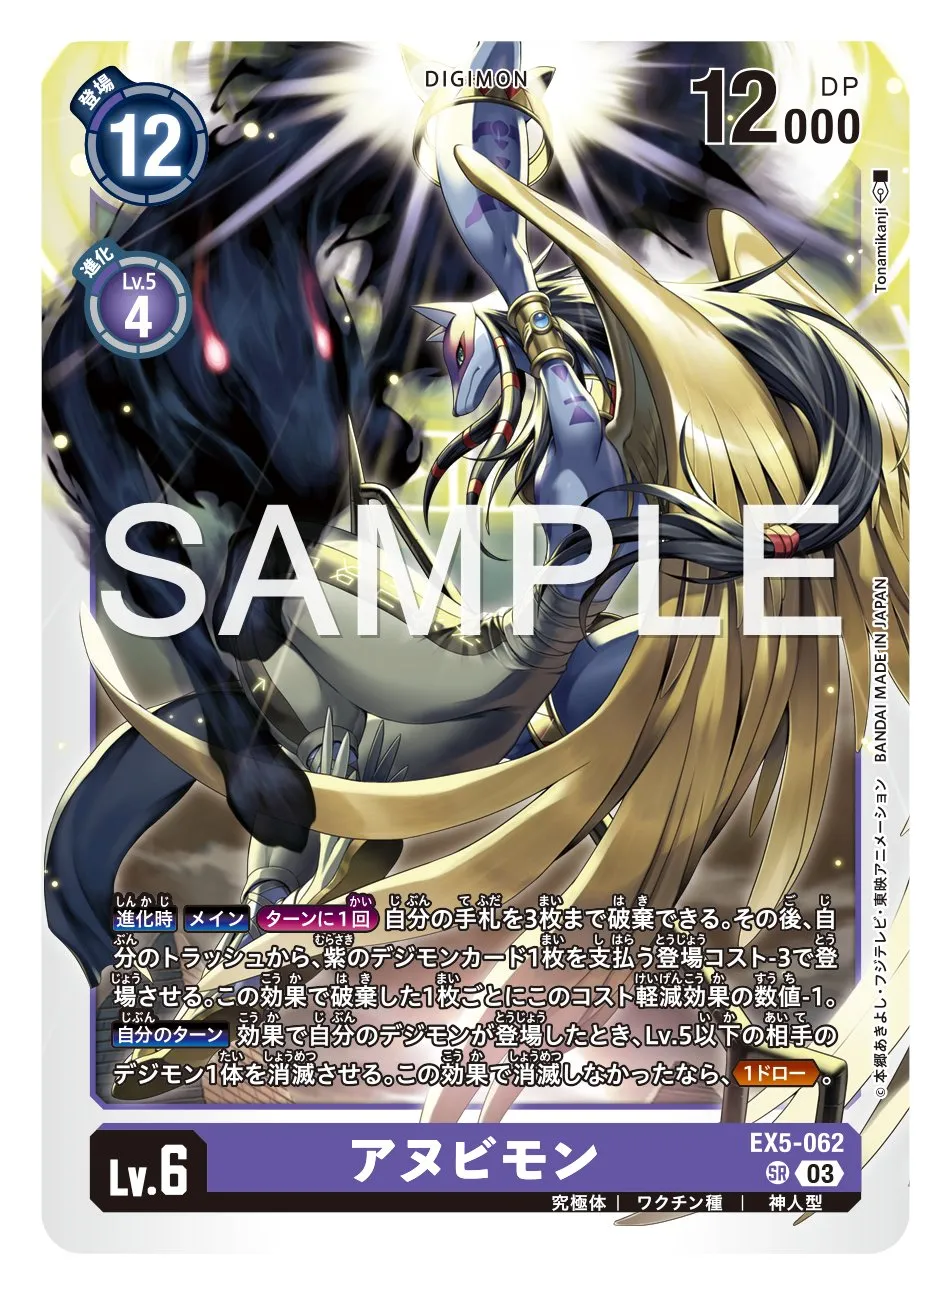 DIGIMON
登場
12
12000
DP
進化
Lv.5
4
Tonamikanji
SAMPLE
BANDAI MADE IN JAPAN
©本郷あきよし・フジテレビ・東映アニメーション
進化時 メイン ターンに1回 自分の手札を3枚まで破棄できる。その後、自
分のトラッシュから、紫のデジモンカード1枚を支払う登場コスト-3で登
場させる。この効果で破棄した1枚ごとにこのコスト軽減効果の数値-1。
自分のターン 効果で自分のデジモンが登場したとき、Lv.5以下の相手の
デジモン1体を消滅させる。この効果で消滅しなかったなら、1ドロー。
Lv.6
アヌビモン
EX5-062
SR 03
究極体 | ワクチン種 | 神人型